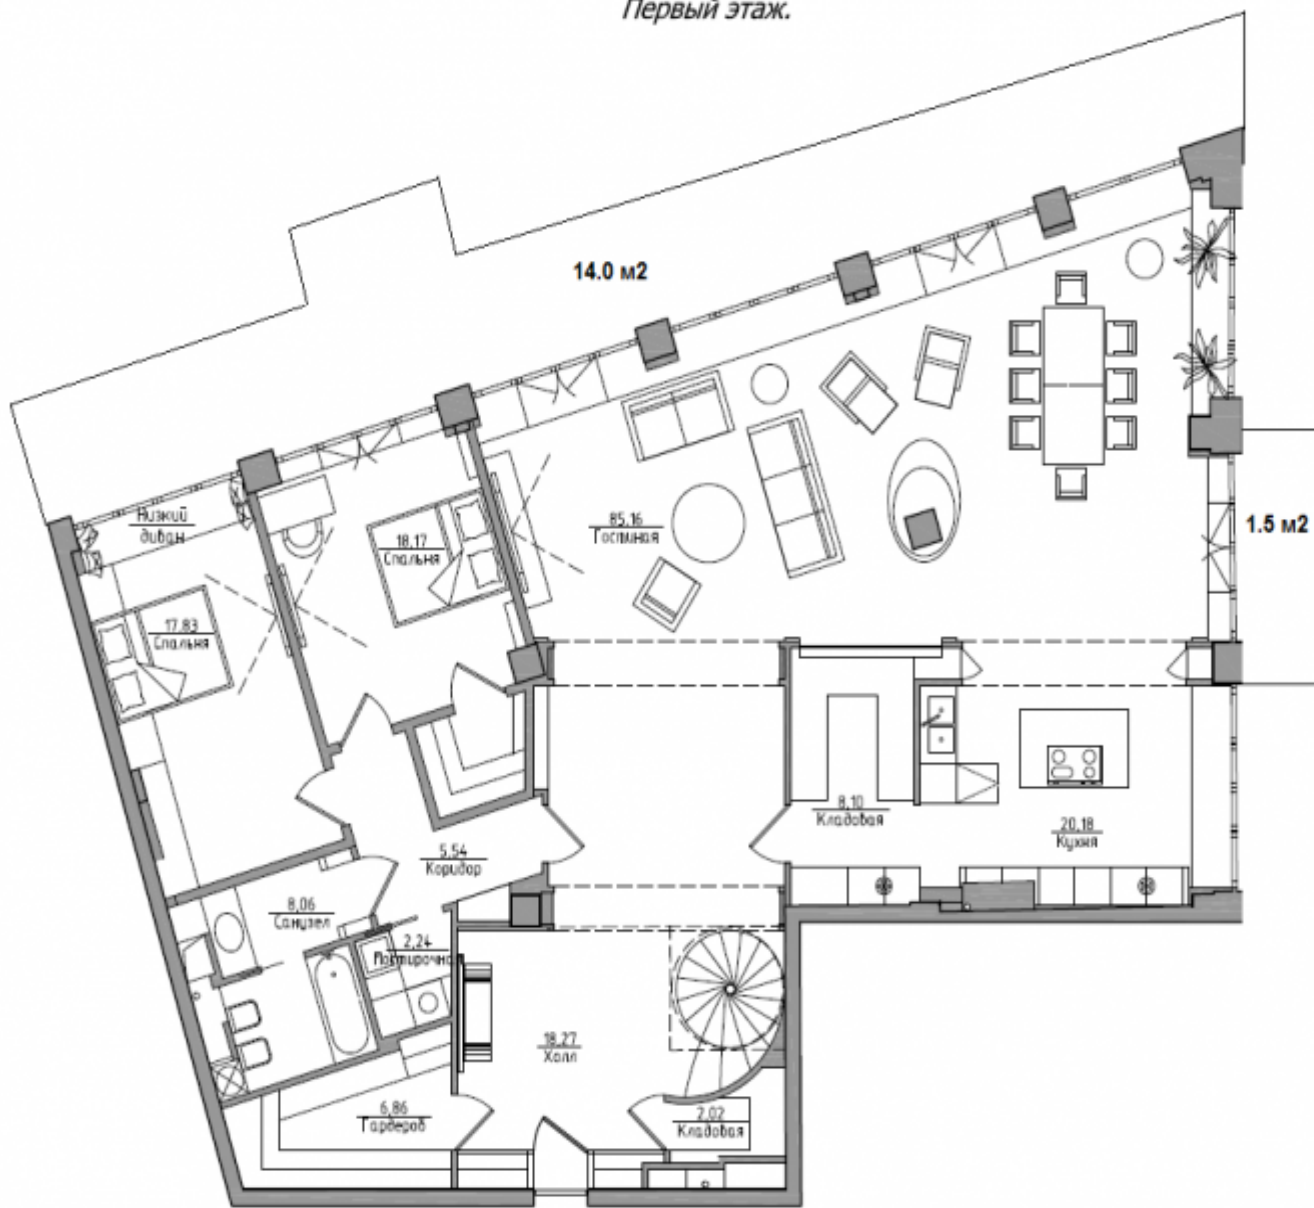 Первый этаж.
14.0 м2
1.5 м2
Низкий
диван
18.17
Спальня
85.16
Гостиная
17.83
Спальня
8.10
Кладовая
20.18
Кухня
5.54
Коридор
8,06
Санузел
2,24
Постирочная
18.27
Холл
6,86
Гардероб
2,02
Кладовая